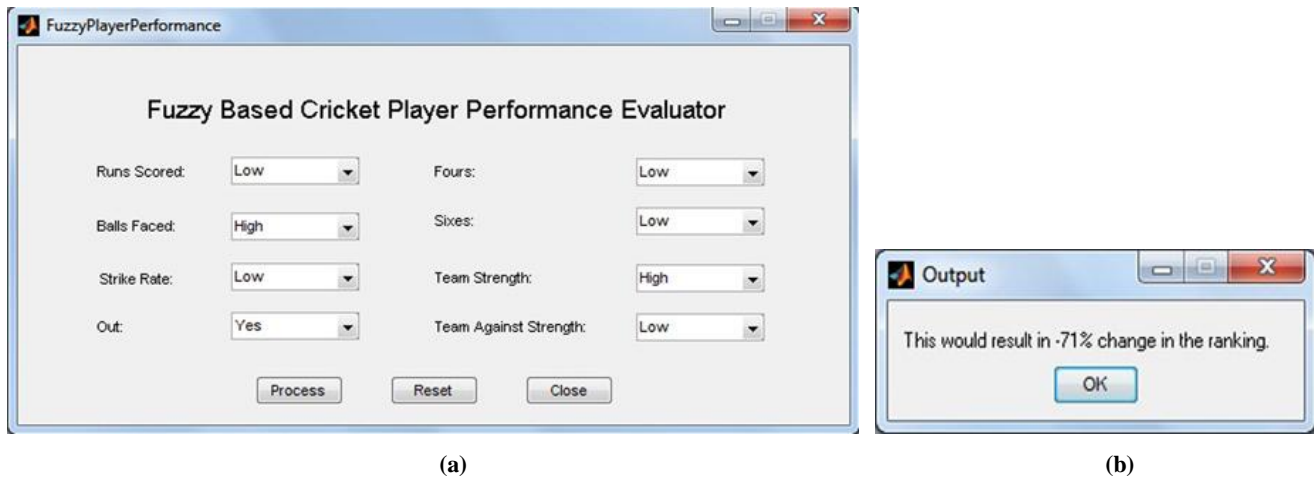 FuzzyPlayerPerformance
Fuzzy Based Cricket Player Performance Evaluator
Runs Scored: Low Fours: Low
Balls Faced: High Sixes: Low
Strike Rate: Low Team Strength: High
Out: Yes Team Against Strength: Low
Process Reset Close
(a)
Output
This would result in -71% change in the ranking.
OK
(b)